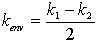 k_env = (k_1 − k_2) / 2